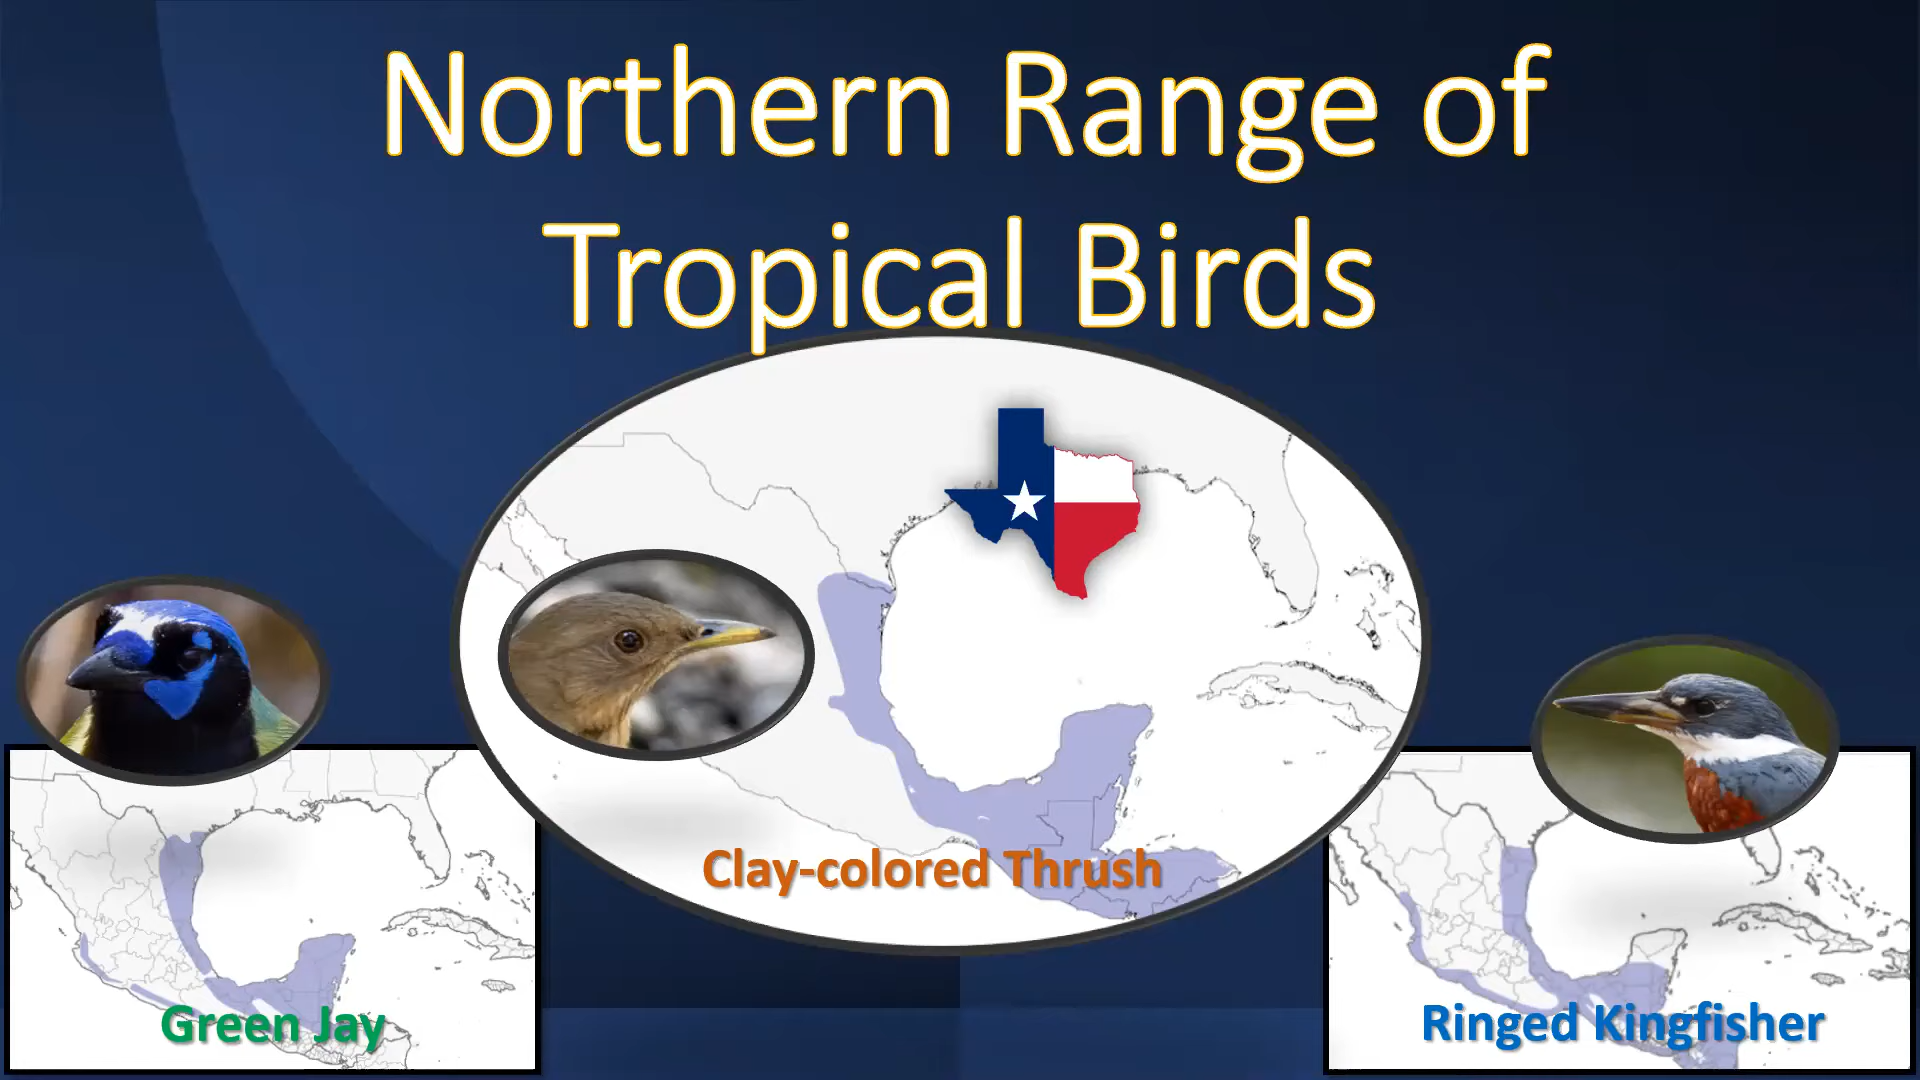 Northern Range of
Tropical Birds
Clay-colored Thrush
Green Jay
Ringed Kingfisher